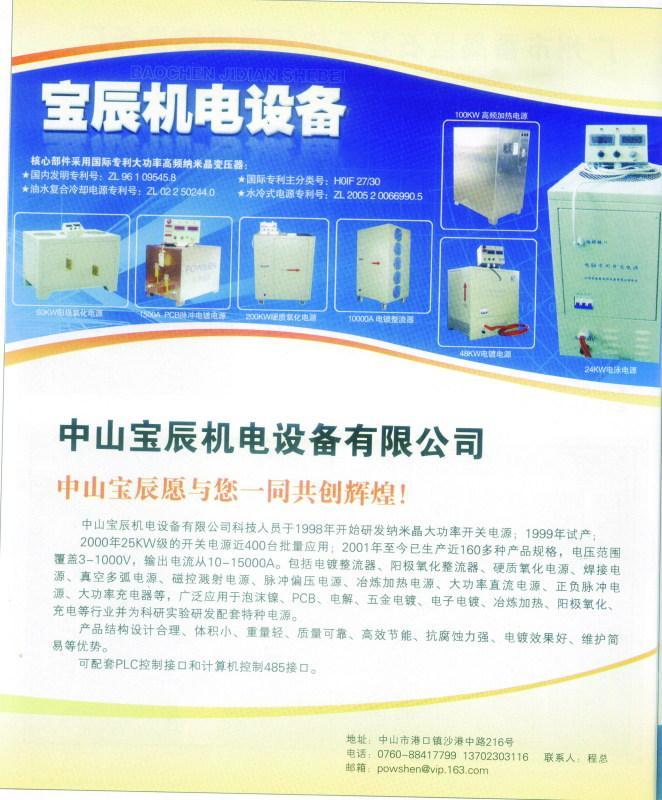 BAOCHEN JIDIAN SHEBEI
宝辰机电设备
核心部件采用国际专利大功率高频纳米晶变压器：
★国内发明专利号：ZL 96 1 09545.8
★国际专利主分类号：H0IF 27/30
★油水复合冷却电源专利号：ZL 02 2 50244.0
★水冷式电源专利号：ZL 2005 2 0066990.5
100KW 高频加热电源
60KW阳极氧化电源
1500A PCB脉冲电镀电源
200KW硬质氧化电源
10000A 电镀整流器
48KW电镀电源
24KW电泳电源
POWSHEN
中山宝辰机电设备有限公司
中山宝辰愿与您一同共创辉煌！
中山宝辰机电设备有限公司科技人员于1998年开始研发纳米晶大功率开关电源；1999年试产；
2000年25KW级的开关电源近400台批量应用；2001年至今已生产近160多种产品规格，电压范围
覆盖3-1000V，输出电流从10-15000A。包括电镀整流器、阳极氧化整流器、硬质氧化电源、焊接电
源、真空多弧电源、磁控溅射电源、脉冲偏压电源、冶炼加热电源、大功率直流电源、正负脉冲电
源、大功率充电器等，广泛应用于泡沫镍、PCB、电解、五金电镀、电子电镀、冶炼加热、阳极氧化、
充电等行业并为科研实验研发配套特种电源。
产品结构设计合理、体积小、重量轻、质量可靠、高效节能、抗腐蚀力强、电镀效果好、维护简
易等优势。
可配套PLC控制接口和计算机控制485接口。
地址：中山市港口镇沙港中路216号
电话：0760-88417799 13702303116 联系人：程总
邮箱：powshen@vip.163.com